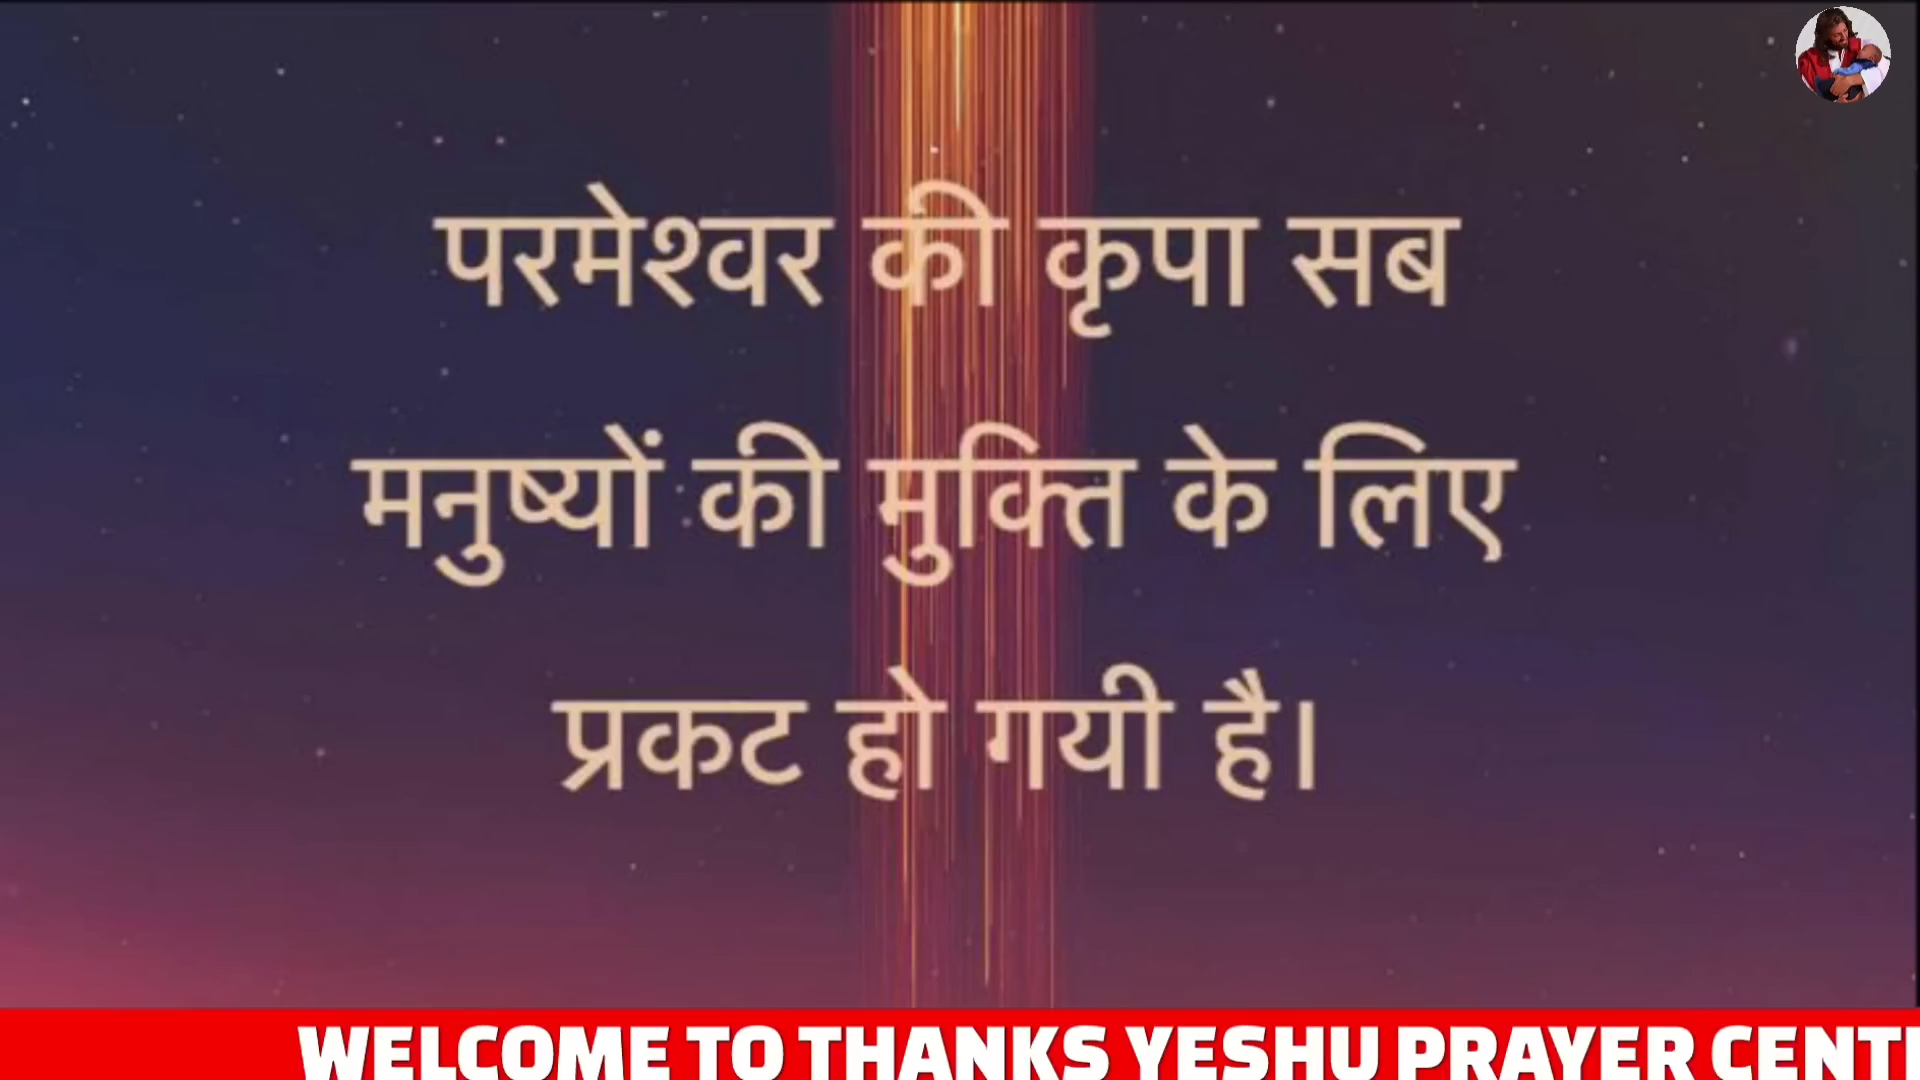 परमेश्वर की कृपा सब
मनुष्यों की मुक्ति के लिए
प्रकट हो गयी है।
WELCOME TO THANKS YESHU PRAYER CENT